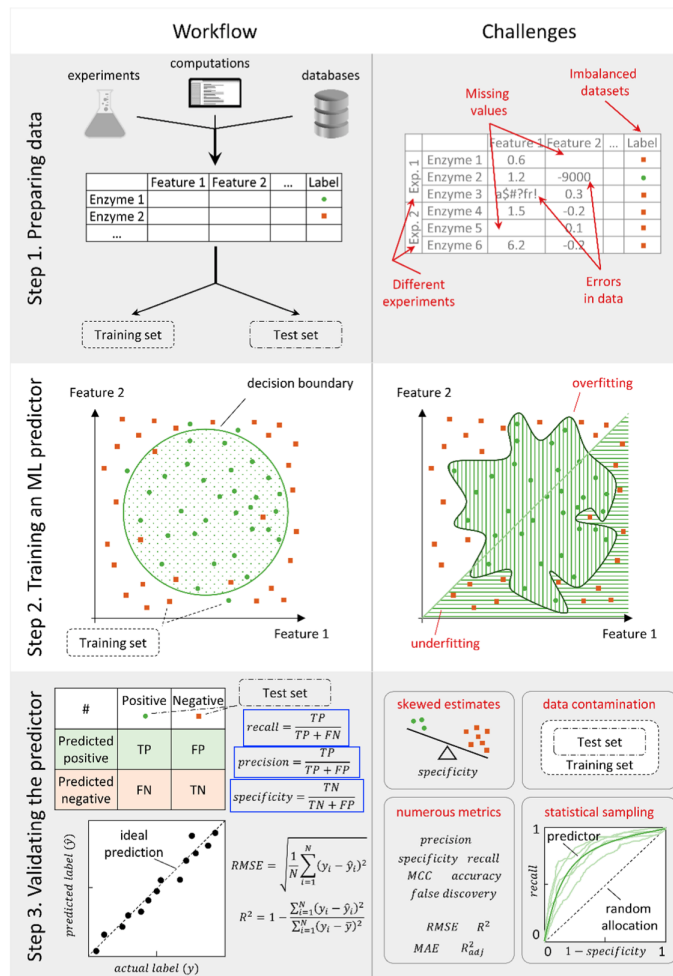 Workflow
Challenges
Step 1. Preparing data
experiments
computations
databases
Feature 1 Feature 2 ... Label
Enzyme 1
Enzyme 2
...
Training set
Test set
Imbalanced
datasets
Missing
values
Feature 1 Feature 2 ... Label
Exp. 1
Enzyme 1 0.6
Enzyme 2 1.2 -9000
Enzyme 3 a$#?fr! 0.3
Exp. 2
Enzyme 4 1.5 -0.2
Enzyme 5 0.1
Enzyme 6 6.2 -0.2
Different
experiments
Errors
in data
Step 2. Training an ML predictor
Feature 2
decision boundary
Training set
Feature 1
Feature 2
overfitting
underfitting
Feature 1
Step 3. Validating the predictor
# Positive Negative
Test set
Predicted
positive
TP FP
Predicted
negative
FN TN
recall = TP / TP + FN
precision = TP / TP + FP
specificity = TN / TN + FP
predicted label (ŷ)
ideal
prediction
actual label (y)
RMSE = √ 1/N ∑ᵢ₌₁ᴺ (yᵢ − ŷᵢ)²
R² = 1 − ∑ᵢ₌₁ᴺ(yᵢ − ŷᵢ)² / ∑ᵢ₌₁ᴺ(yᵢ − ȳ)²
skewed estimates
specificity
data contamination
Test set
Training set
numerous metrics
precision
specificity recall
MCC accuracy
false discovery
RMSE R²
MAE R²adj
statistical sampling
1
predictor
recall
random
allocation
0
0 1 − specificity 1